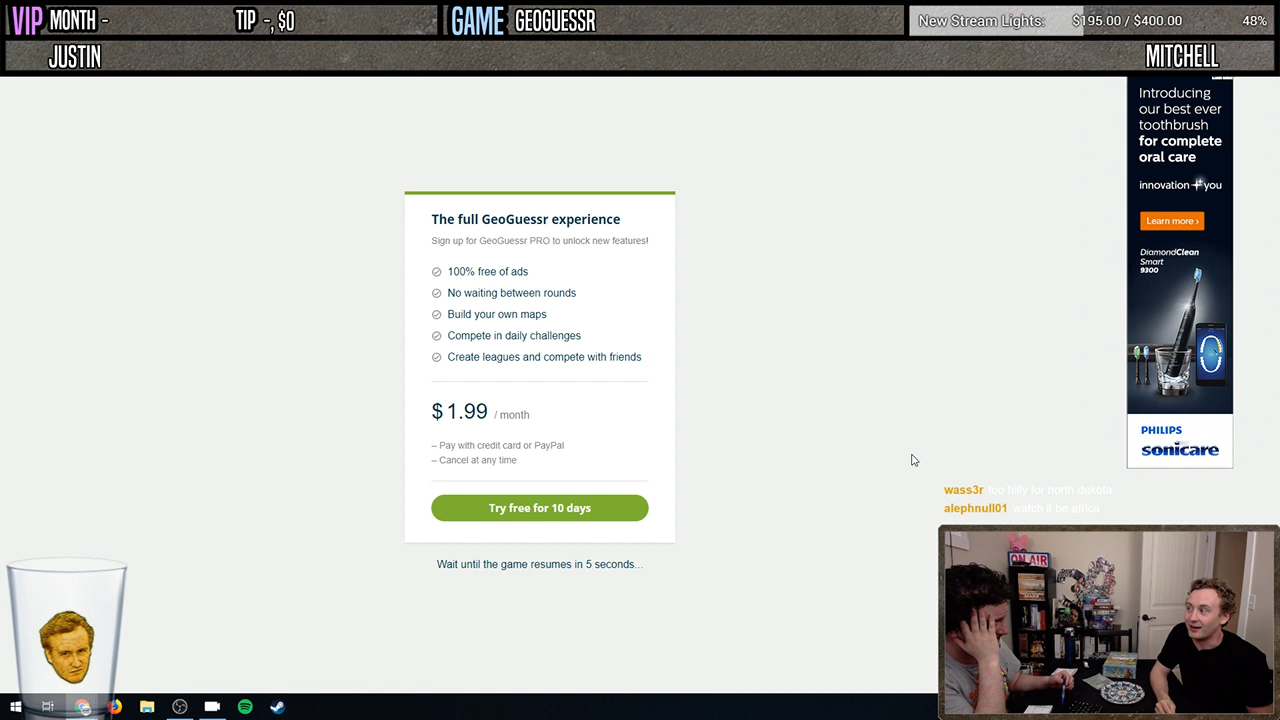 VIP MONTH -
TIP -, $0
GAME GEOGUESSR
New Stream Lights: $195.00 / $400.00 48%
JUSTIN
MITCHELL
Introducing
our best ever
toothbrush
for complete
oral care
innovation + you
Learn more ›
DiamondClean
Smart
9300
PHILIPS
sonicare
The full GeoGuessr experience
Sign up for GeoGuessr PRO to unlock new features!
100% free of ads
No waiting between rounds
Build your own maps
Compete in daily challenges
Create leagues and compete with friends
$ 1.99 / month
– Pay with credit card or PayPal
– Cancel at any time
Try free for 10 days
Wait until the game resumes in 5 seconds...
wass3r too hilly for north dakota
alephnull01 watch it be africa
ON AIR